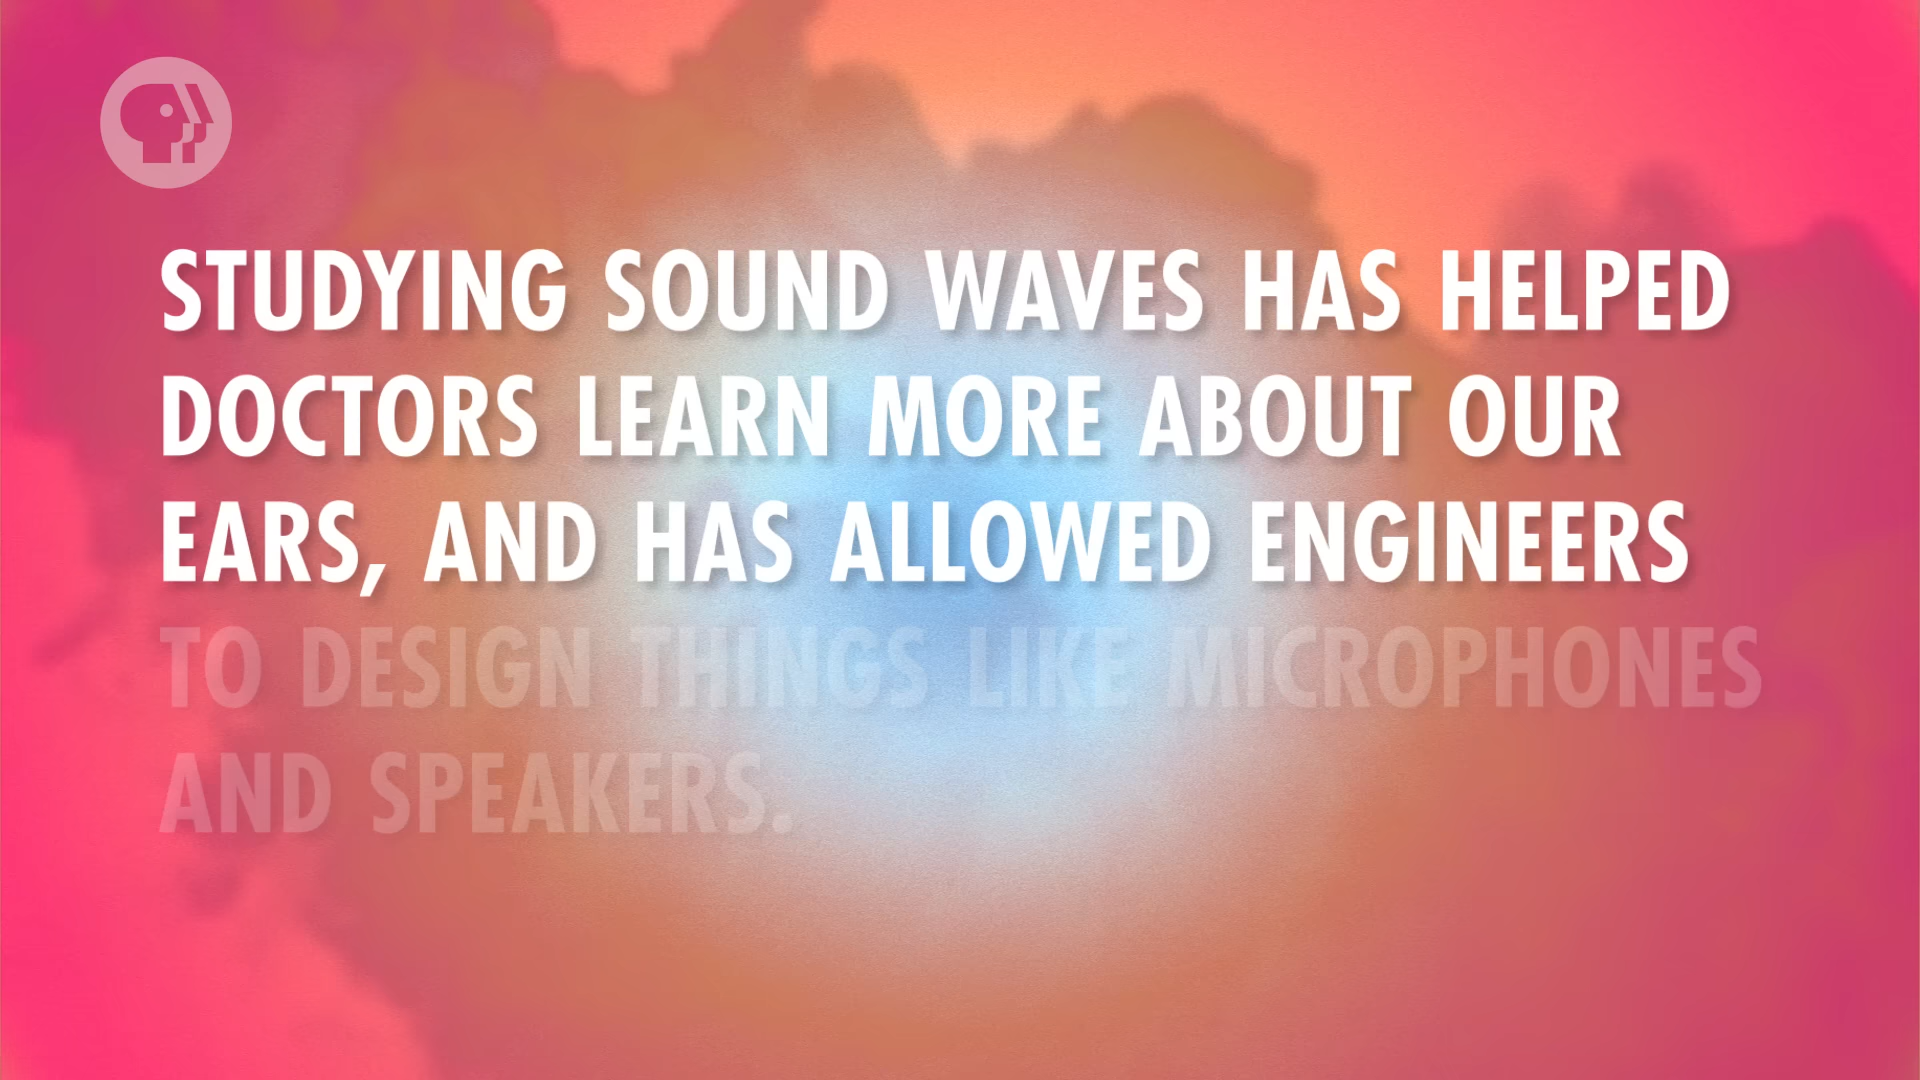 STUDYING SOUND WAVES HAS HELPED
DOCTORS LEARN MORE ABOUT OUR
EARS, AND HAS ALLOWED ENGINEERS
TO DESIGN THINGS LIKE MICROPHONES
AND SPEAKERS.